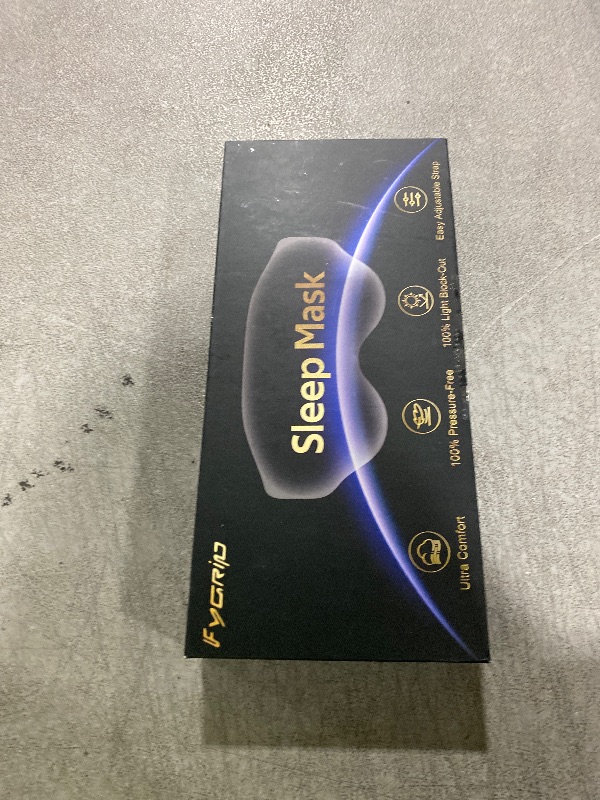 FYGRIP
Sleep Mask
Ultra Comfort
100% Pressure-Free
100% Light Block-Out
Easy Adjustable Strap